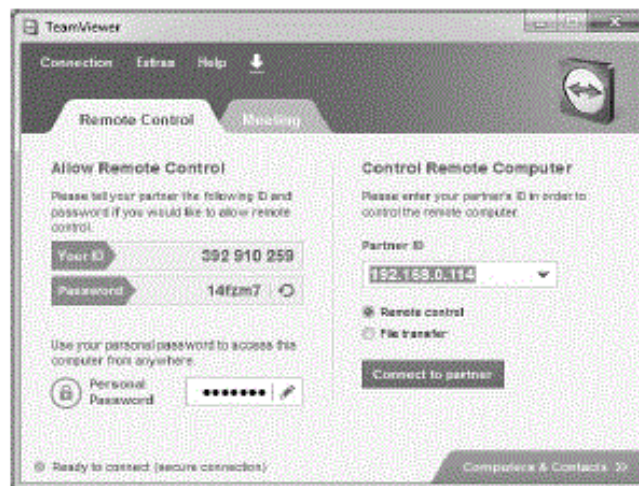 TeamViewer
Connection Extras Help
Remote Control Meeting
Allow Remote Control
Please tell your partner the following ID and
password if you would like to allow remote
control.
Your ID 392 910 259
Password 14fzm7
Use your personal password to access this
computer from anywhere.
Personal
Password
Control Remote Computer
Please enter your partner's ID in order to
control the remote computer.
Partner ID
192.168.0.114
Remote control
File transfer
Connect to partner
Ready to connect (secure connection)
Computers & Contacts